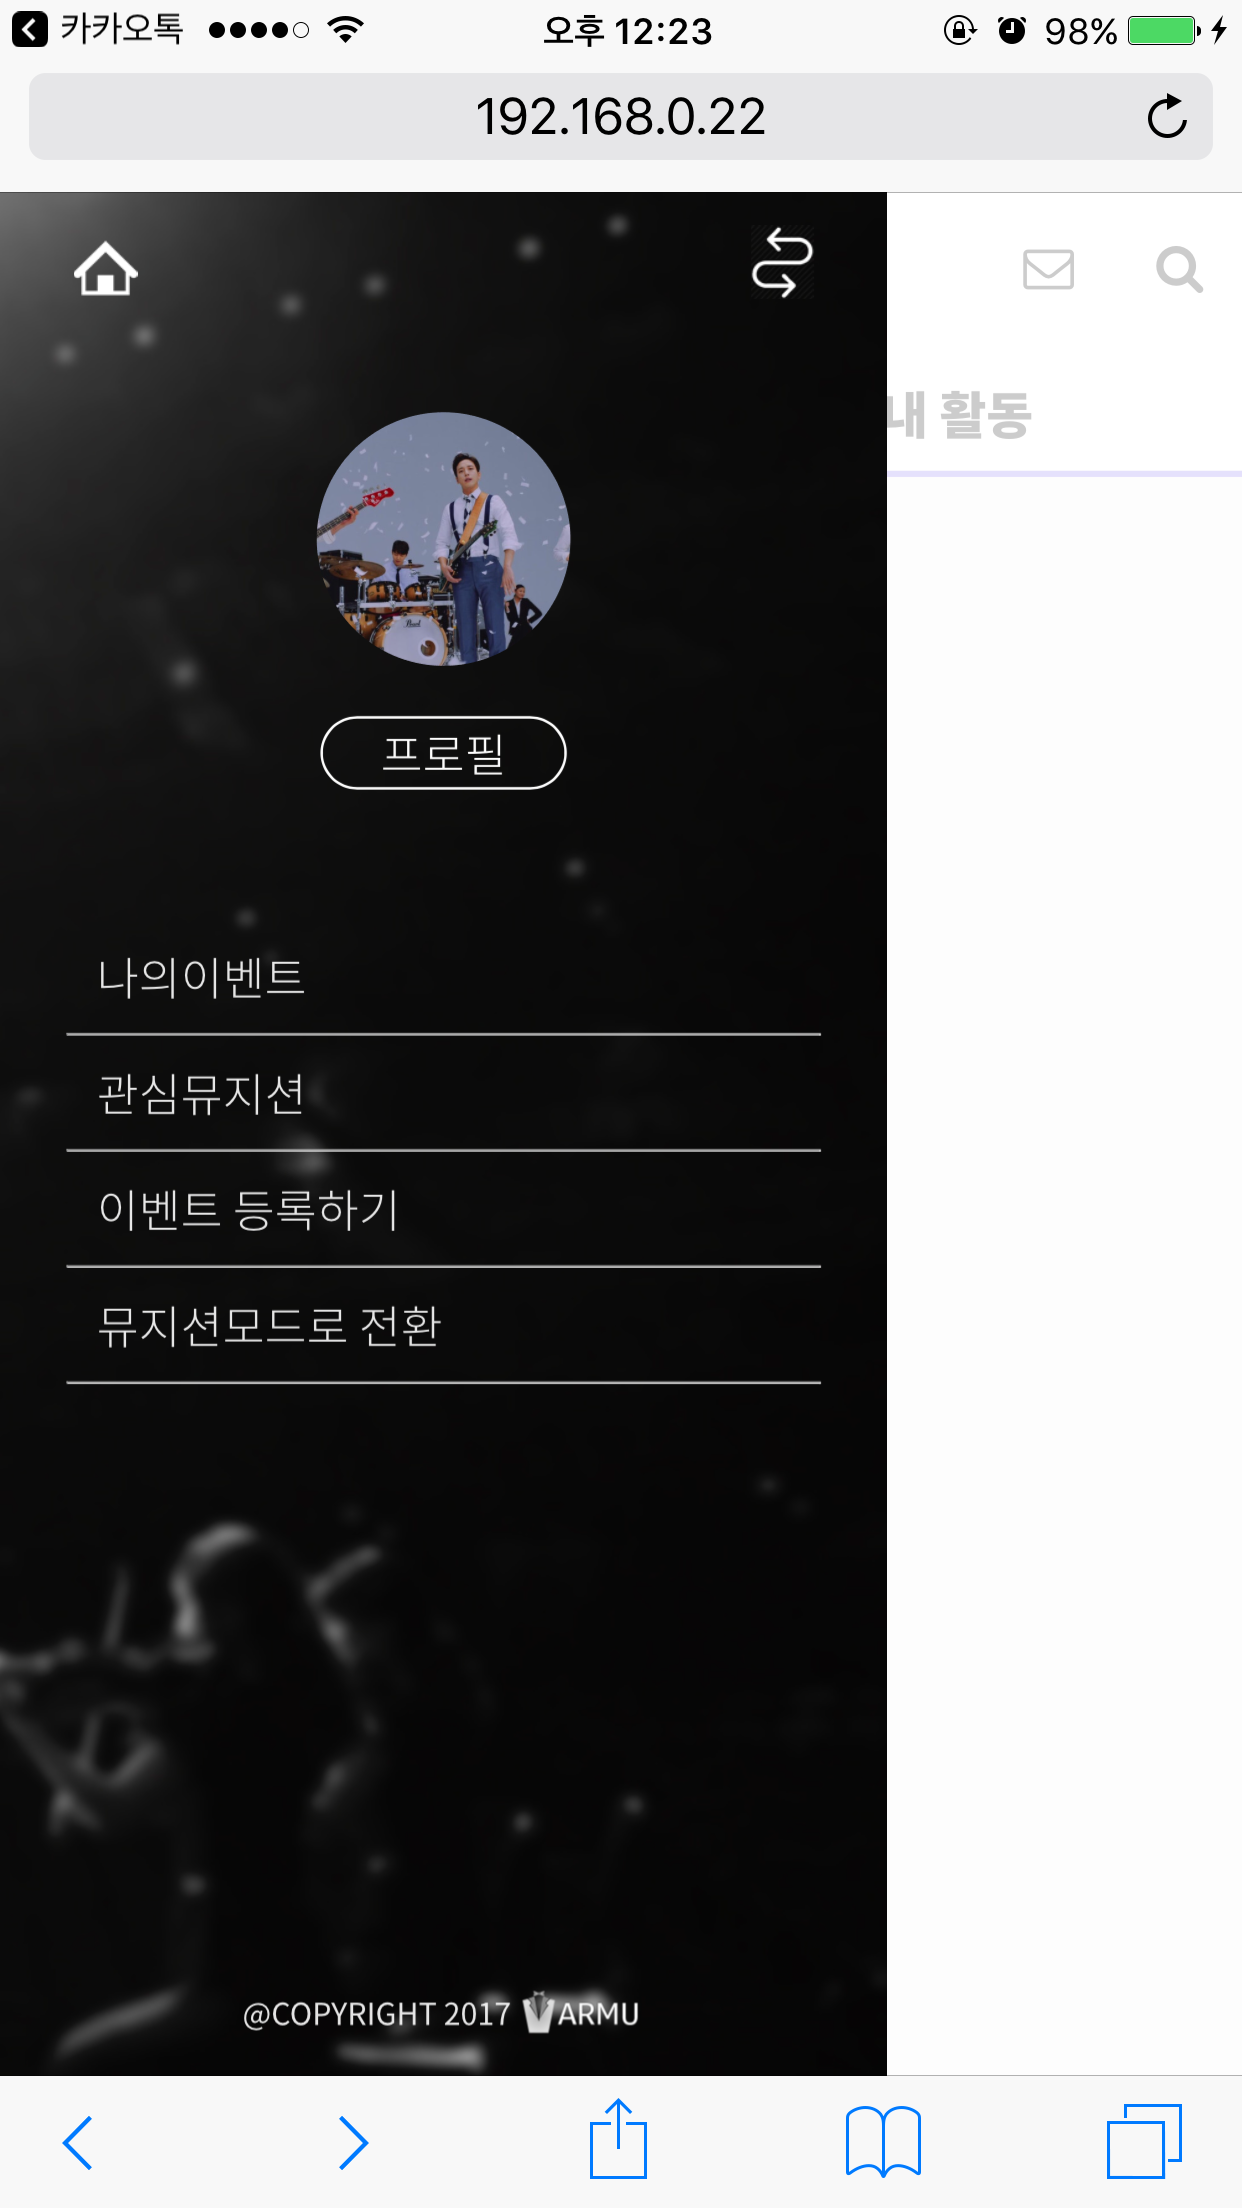 카카오톡 오후 12:23 98%
192.168.0.22
내 활동
프로필
나의이벤트
관심뮤지션
이벤트 등록하기
뮤지션모드로 전환
@COPYRIGHT 2017 ARMU